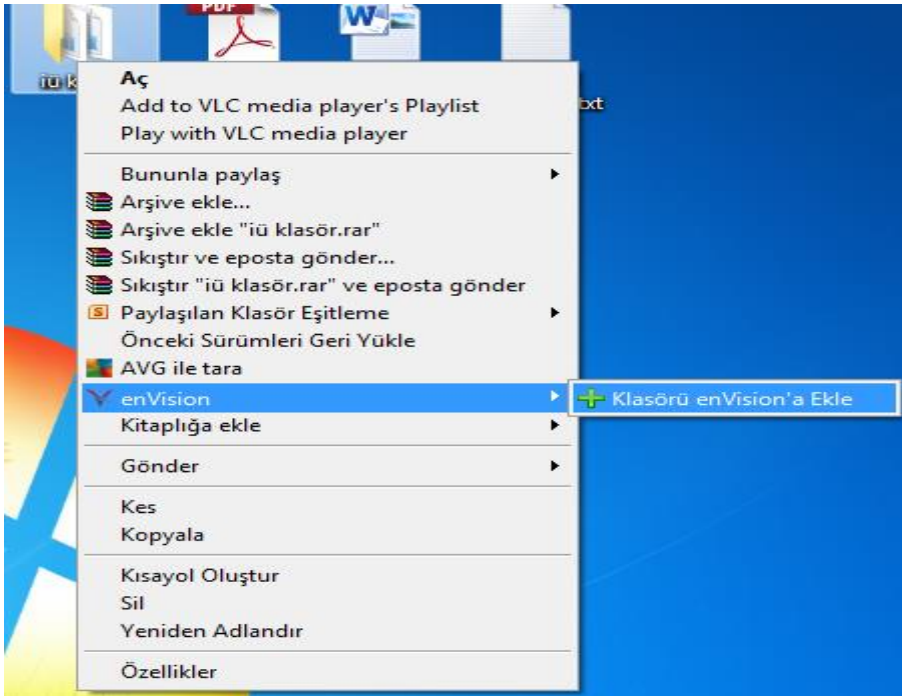 PDF
W
iü k
txt
Aç
Add to VLC media player's Playlist
Play with VLC media player
Bununla paylaş
Arşive ekle...
Arşive ekle "iü klasör.rar"
Sıkıştır ve eposta gönder...
Sıkıştır "iü klasör.rar" ve eposta gönder
S Paylaşılan Klasör Eşitleme
Önceki Sürümleri Geri Yükle
AVG ile tara
enVision
Klasörü enVision'a Ekle
Kitaplığa ekle
Gönder
Kes
Kopyala
Kısayol Oluştur
Sil
Yeniden Adlandır
Özellikler